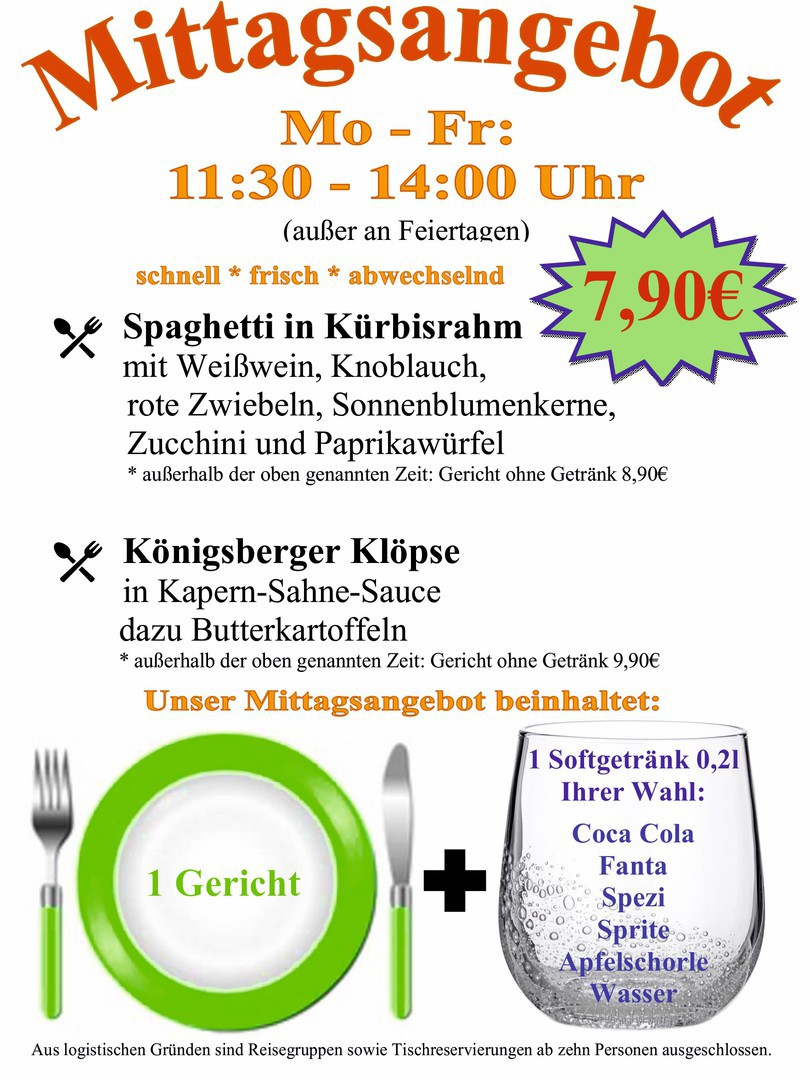 Mittagsangebot
Mo - Fr:
11:30 - 14:00 Uhr
(außer an Feiertagen)
schnell * frisch * abwechselnd
7,90€
Spaghetti in Kürbisrahm
mit Weißwein, Knoblauch,
rote Zwiebeln, Sonnenblumenkerne,
Zucchini und Paprikawürfel
* außerhalb der oben genannten Zeit: Gericht ohne Getränk 8,90€
Königsberger Klöpse
in Kapern-Sahne-Sauce
dazu Butterkartoffeln
* außerhalb der oben genannten Zeit: Gericht ohne Getränk 9,90€
Unser Mittagsangebot beinhaltet:
1 Gericht
1 Softgetränk 0,2l
Ihrer Wahl:
Coca Cola
Fanta
Spezi
Sprite
Apfelschorle
Wasser
Aus logistischen Gründen sind Reisegruppen sowie Tischreservierungen ab zehn Personen ausgeschlossen.